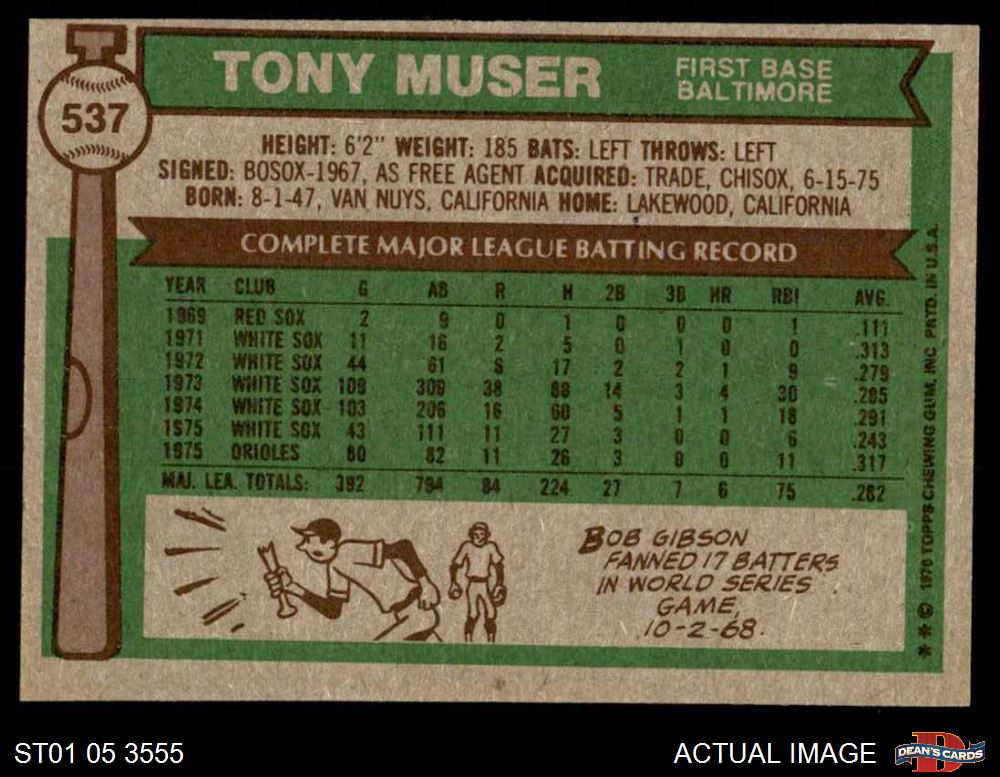 537
TONY MUSER
FIRST BASE
BALTIMORE
HEIGHT: 6'2" WEIGHT: 185 BATS: LEFT THROWS: LEFT
SIGNED: BOSOX-1967, AS FREE AGENT ACQUIRED: TRADE, CHISOX, 6-15-75
BORN: 8-1-47, VAN NUYS, CALIFORNIA HOME: LAKEWOOD, CALIFORNIA
COMPLETE MAJOR LEAGUE BATTING RECORD
YEAR CLUB G AB R H 2B 3B HR RBI AVG.
1969 RED SOX 2 9 0 1 0 0 0 1 .111
1971 WHITE SOX 11 16 2 5 0 1 0 0 .313
1972 WHITE SOX 44 61 6 17 2 2 1 9 .279
1973 WHITE SOX 109 309 38 88 14 3 4 30 .285
1974 WHITE SOX 103 206 16 60 5 1 1 18 .291
1975 WHITE SOX 43 111 11 27 3 0 0 6 .243
1975 ORIOLES 80 82 11 26 3 0 0 11 .317
MAJ. LEA. TOTALS: 392 794 84 224 27 7 6 75 .282
BOB GIBSON
FANNED 17 BATTERS
IN WORLD SERIES
GAME,
10-2-68.
** © 1976 TOPPS CHEWING GUM, INC. PRTD. IN U.S.A.
ST01 05 3555
ACTUAL IMAGE
DEAN'S CARDS